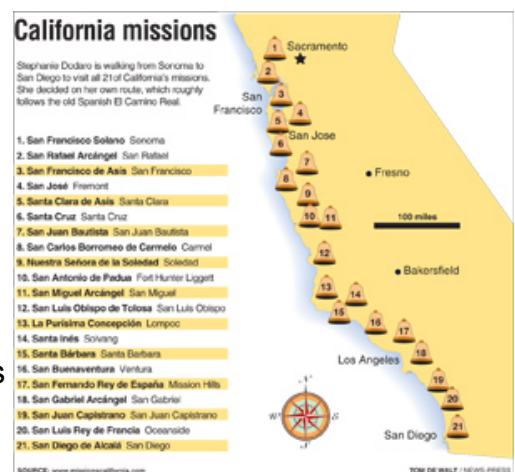 California missions
Stephanie Dodaro is walking from Sonoma to
San Diego to visit all 21of California's missions.
She decided on her own route, which roughly
follows the old Spanish El Camino Real.
1. San Francisco Solano Sonoma
2. San Rafael Arcángel San Rafael
3. San Francisco de Asis San Francisco
4. San José Fremont
5. Santa Clara de Asis Santa Clara
6. Santa Cruz Santa Cruz
7. San Juan Bautista San Juan Bautista
8. San Carlos Borromeo de Carmelo Carmel
9. Nuestra Señora de la Soledad Soledad
10. San Antonio de Padua Fort Hunter Liggett
11. San Miguel Arcángel San Miguel
12. San Luis Obispo de Tolosa San Luis Obispo
13. La Purisima Concepción Lompoc
14. Santa Inés Solvang
15. Santa Bárbara Santa Barbara
16. San Buenaventura Ventura
17. San Fernando Rey de España Mission Hills
18. San Gabriel Arcángel San Gabriel
19. San Juan Capistrano San Juan Capistrano
20. San Luis Rey de Francia Oceanside
21. San Diego de Alcalá San Diego
SOURCE: www.missionscalifornia.com
1
Sacramento
2
3
San
Francisco
4
5
San Jose
6
7
8
Fresno
9
10
11
100 miles
12
Bakersfield
13
14
15
16
17
18
Los Angeles
19
20
21
San Diego
N
W
E
S
s
TOM DE WALT / NEWS-PRESS